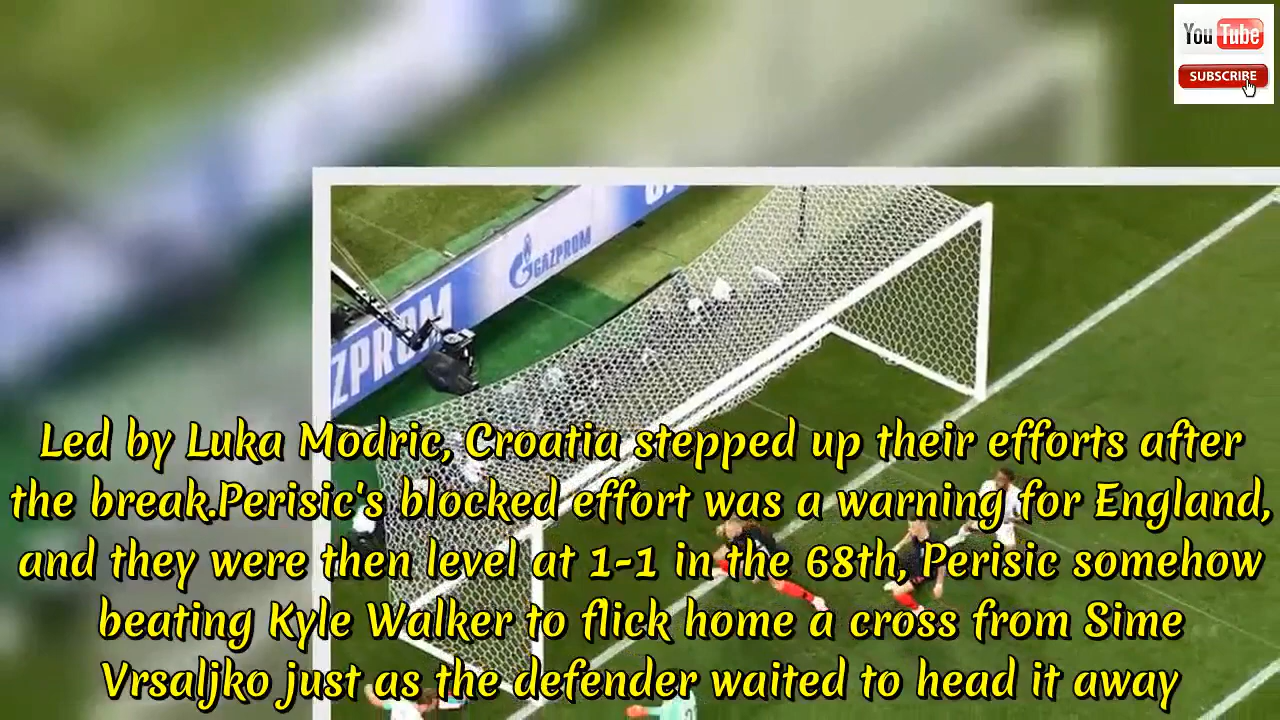 You Tube
SUBSCRIBE
GAZPROM
ZPROM
Led by Luka Modric, Croatia stepped up their efforts after
the break.Perisic's blocked effort was a warning for England,
and they were then level at 1-1 in the 68th, Perisic somehow
beating Kyle Walker to flick home a cross from Sime
Vrsaljko just as the defender waited to head it away